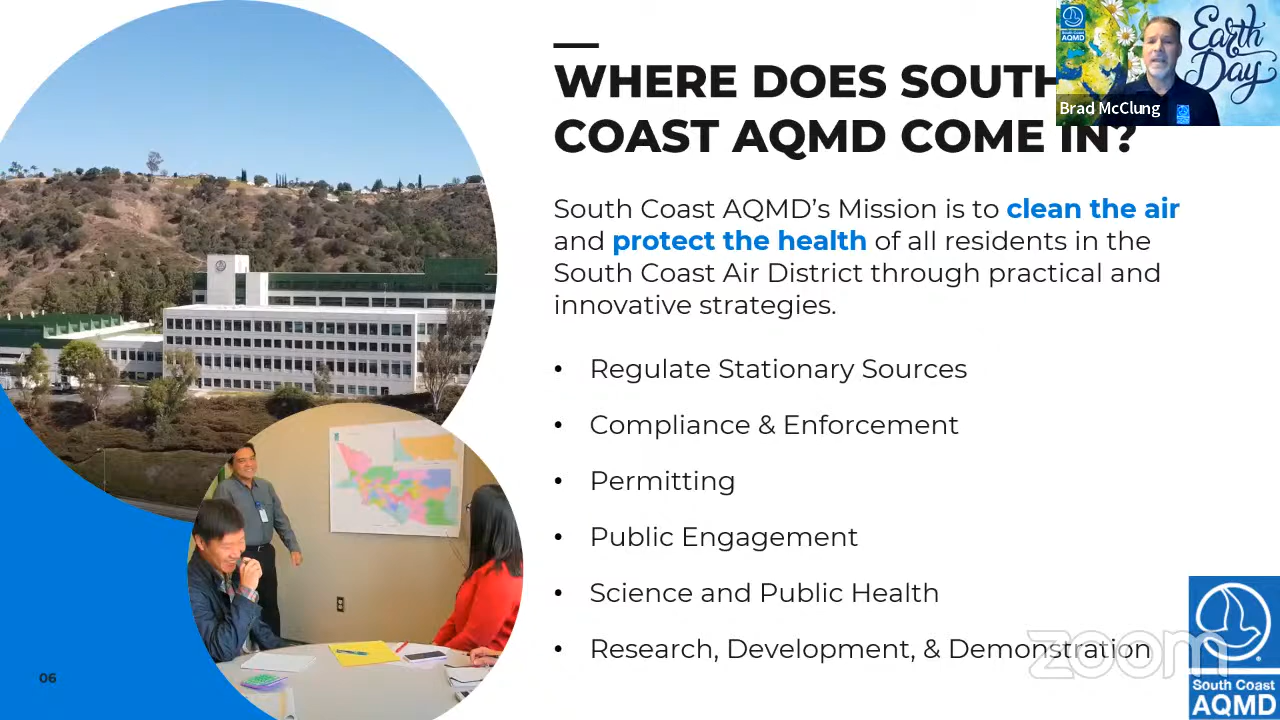 WHERE DOES SOUTH
COAST AQMD COME IN?
South Coast
AQMD
Earth
Day
Brad McClung
South Coast AQMD’s Mission is to clean the air
and protect the health of all residents in the
South Coast Air District through practical and
innovative strategies.
• Regulate Stationary Sources
• Compliance & Enforcement
• Permitting
• Public Engagement
• Science and Public Health
• Research, Development, & Demonstration
zoom
South Coast
AQMD
06